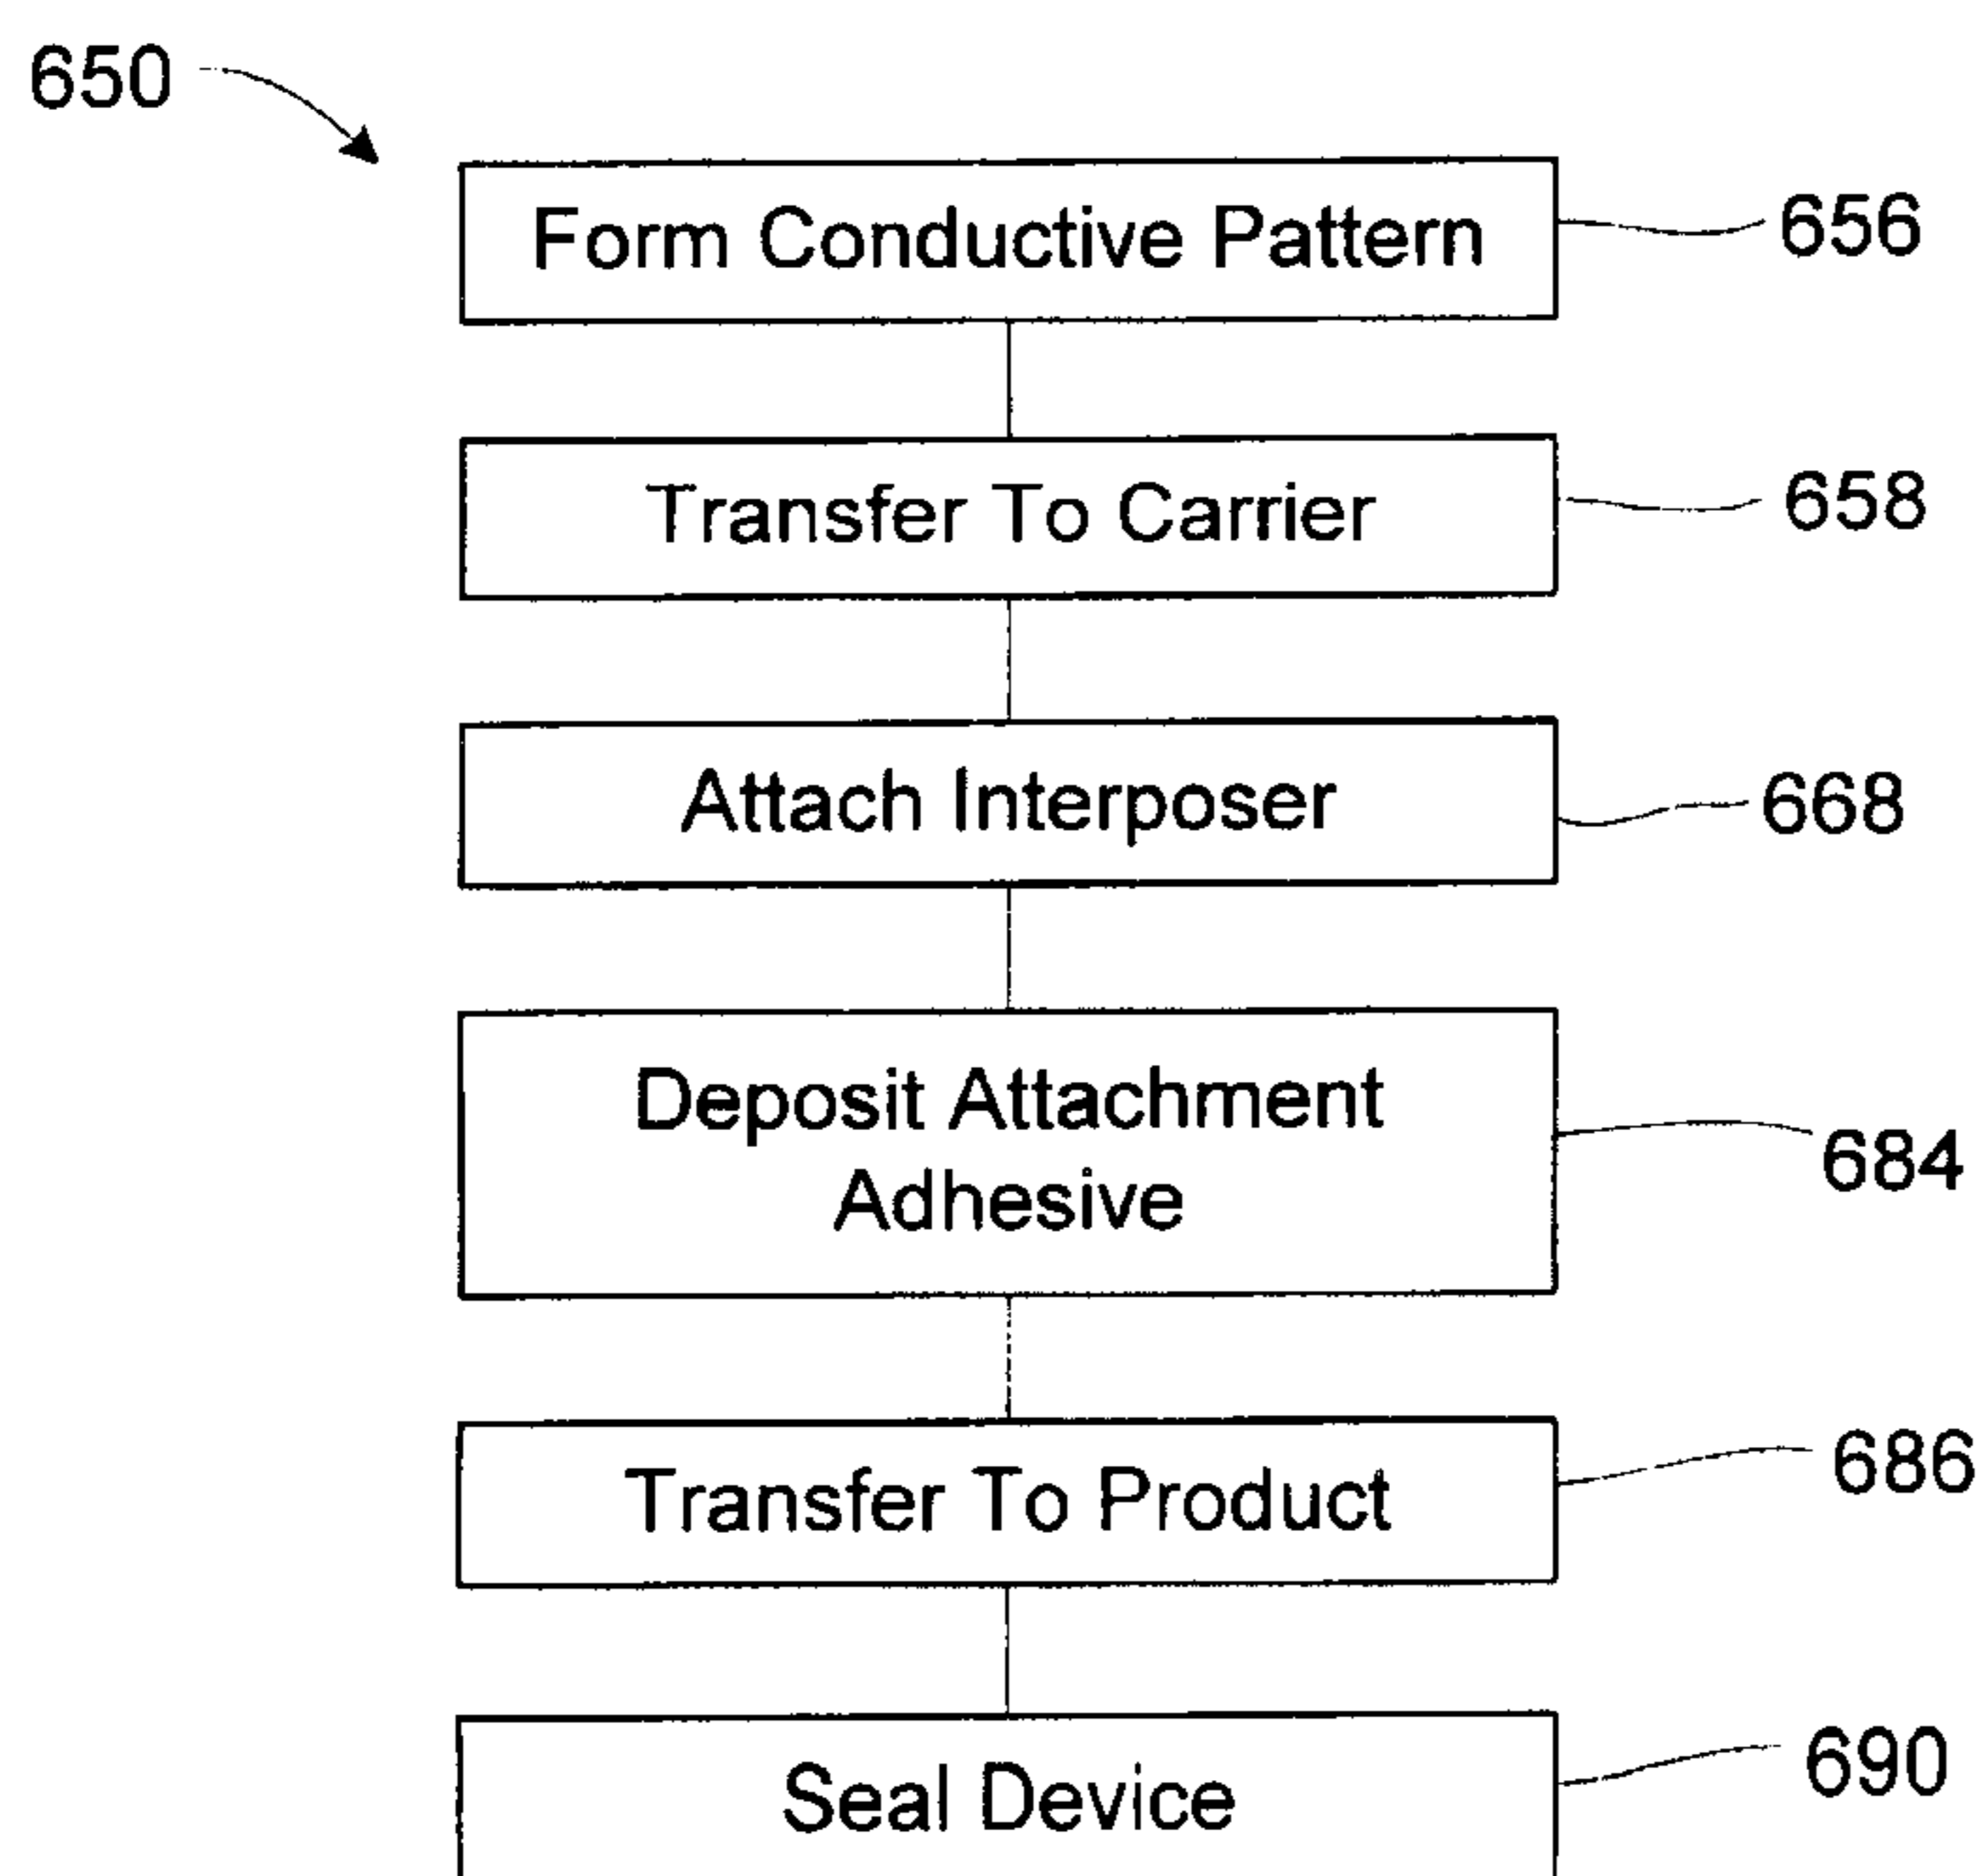 650
Form Conductive Pattern
656
Transfer To Carrier
658
Attach Interposer
668
Deposit Attachment
Adhesive
684
Transfer To Product
686
Seal Device
690